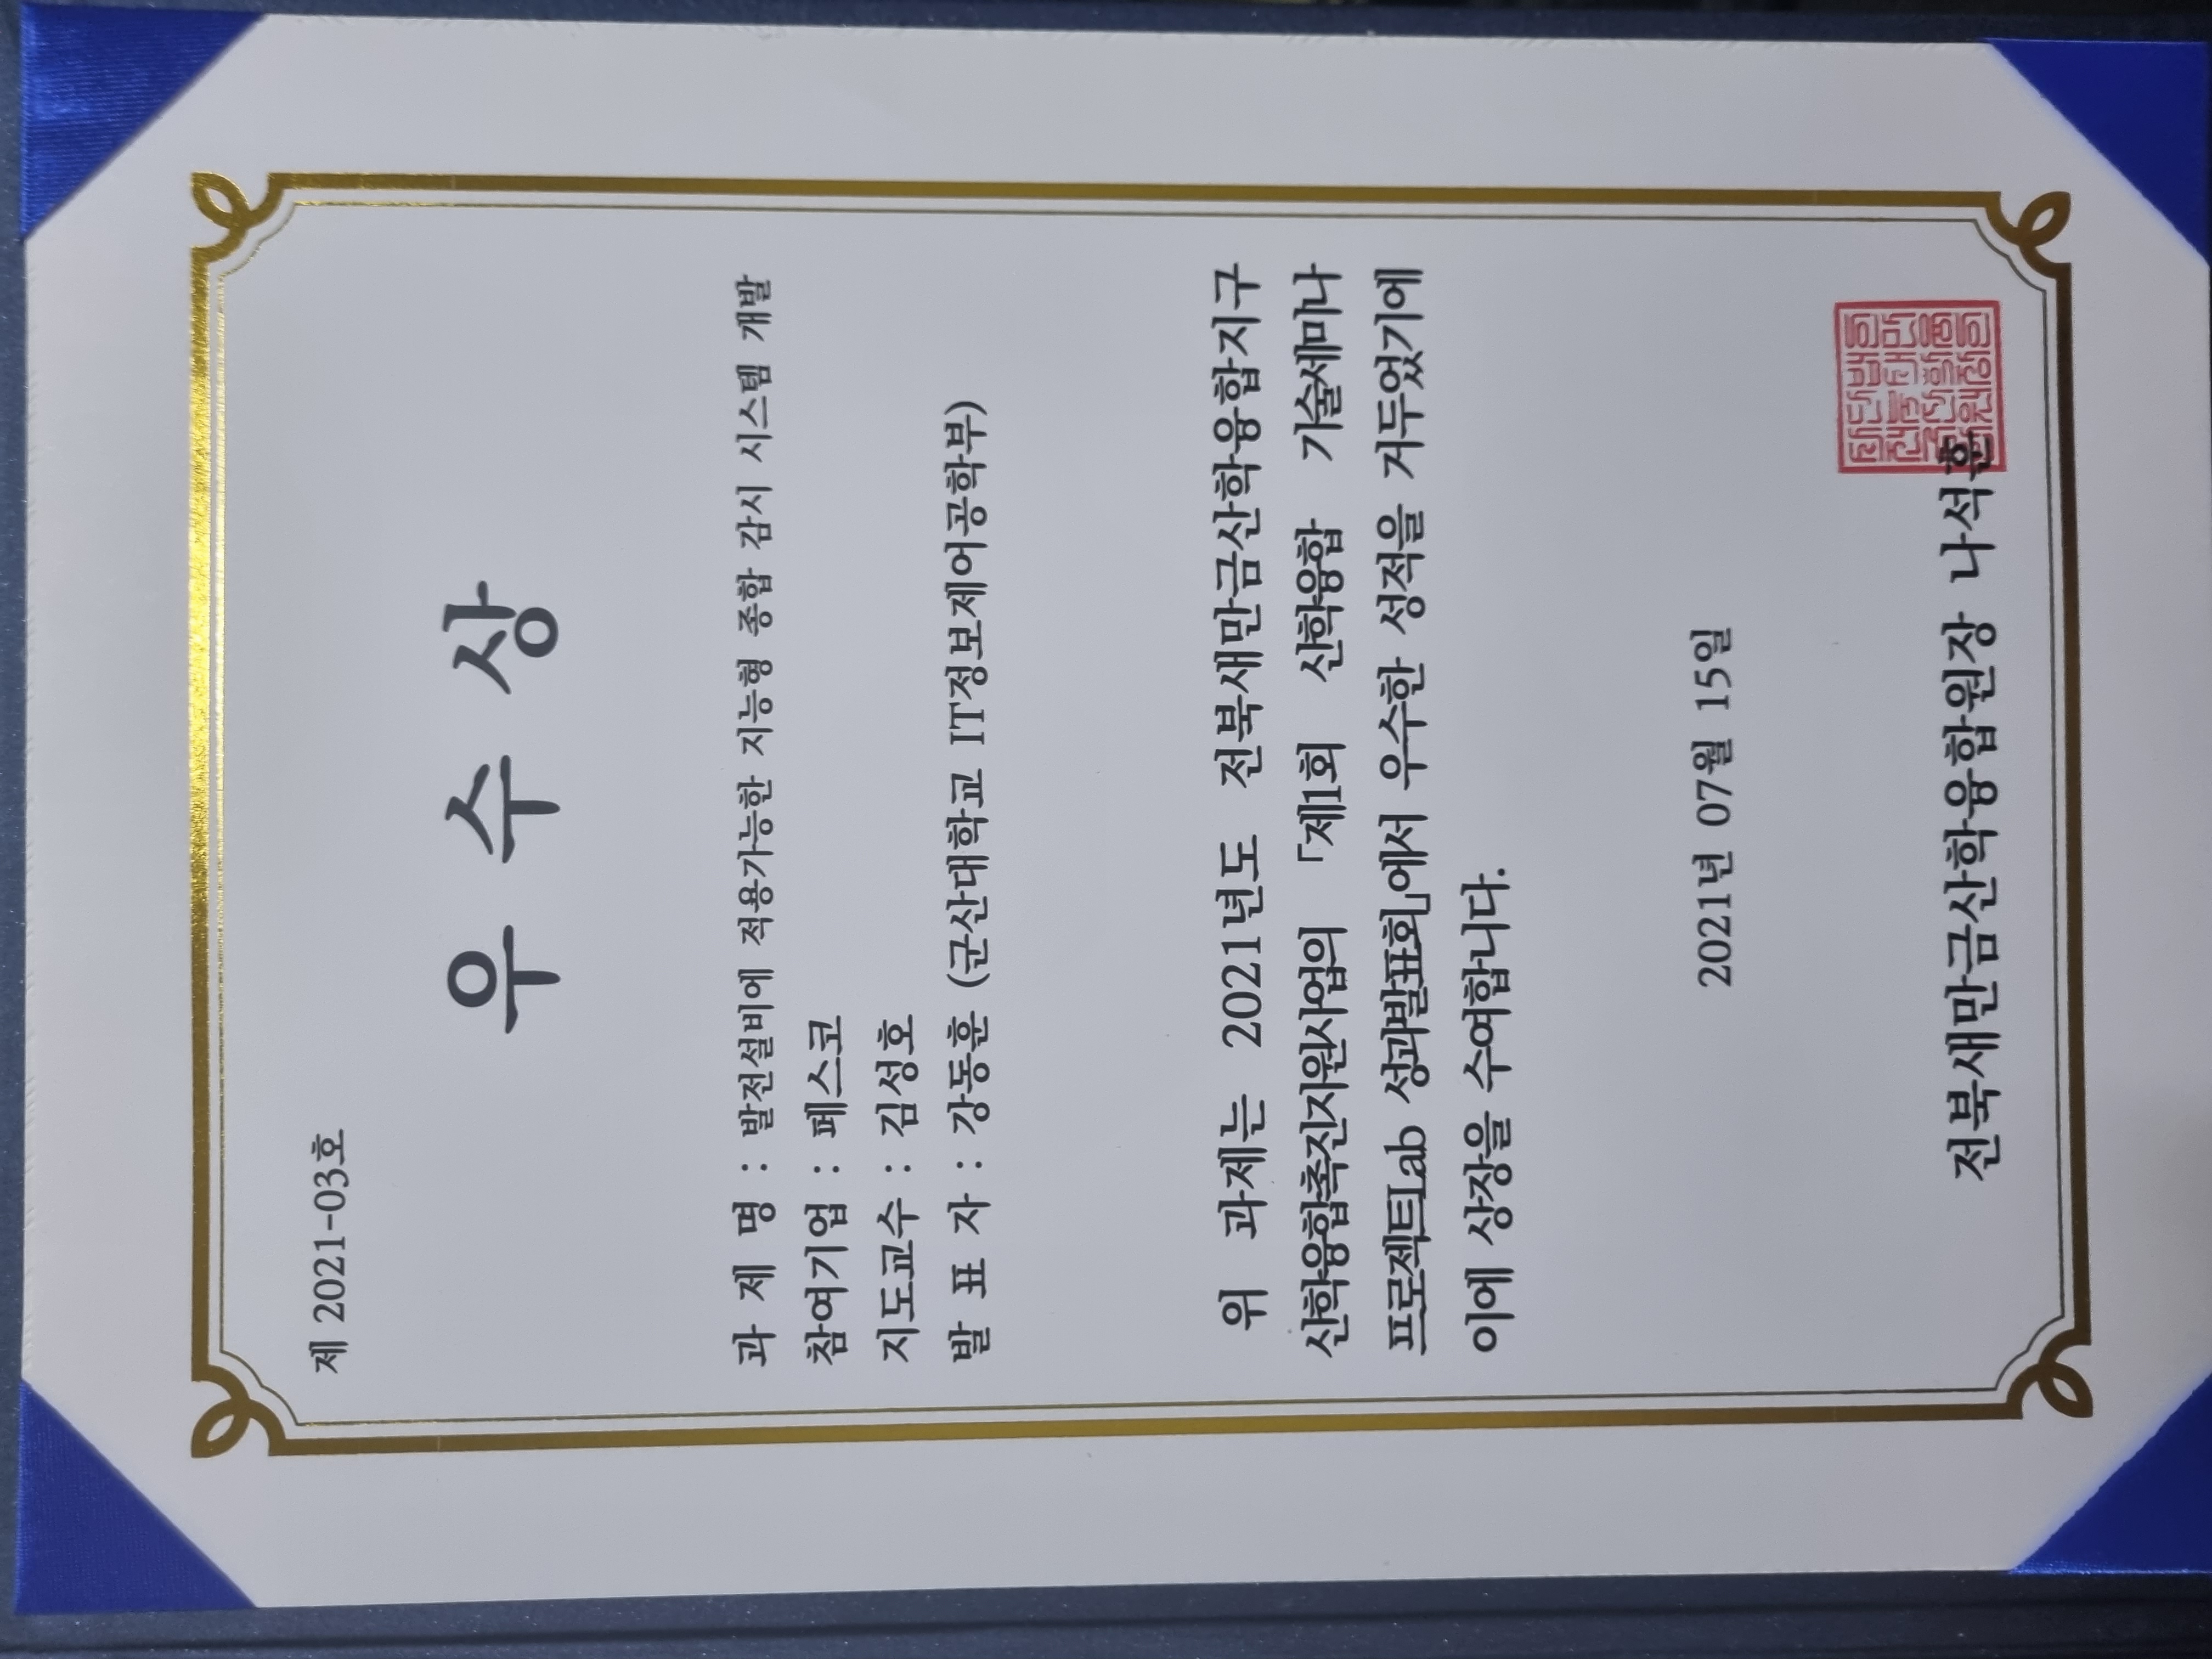 제 2021-03호
우 수 상
과 제 명 : 발전설비에 적용가능한 지능형 종합 감시 시스템 개발
참여기업 : 페스코
지도교수 : 김성호
발 표 자 : 강동훈 (군산대학교 IT정보제어공학부)
위 과제는 2021년도 전북새만금산학융합지구
산학융합촉진지원사업의 「제1회 산학융합 기술세미나
프로젝트Lab 성과발표회」에서 우수한 성적을 거두었기에
이에 상장을 수여합니다.
2021년 07월 15일
전북새만금산학융합원장 나석훈